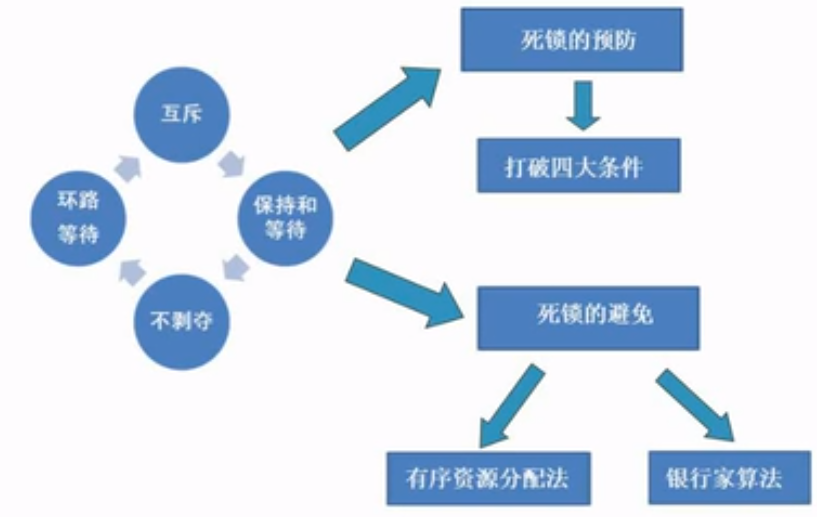 死锁的预防
互斥
打破四大条件
环路
等待
保持和
等待
不剥夺
死锁的避免
有序资源分配法
银行家算法